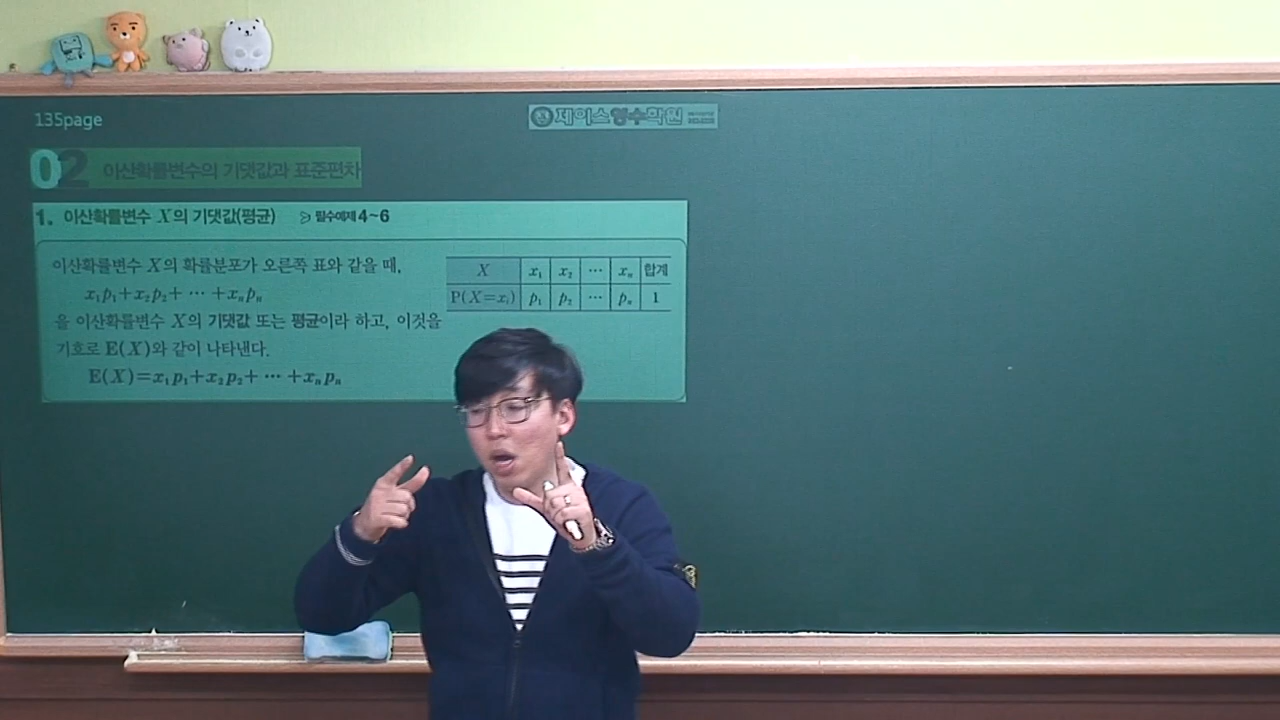 135page
제이스영수학원
02 이산확률변수의 기댓값과 표준편차
1. 이산확률변수 X의 기댓값(평균) ▷ 필수예제 4~6
이산확률변수 X의 확률분포가 오른쪽 표와 같을 때,
x₁p₁+x₂p₂+ ⋯ +xₙpₙ
을 이산확률변수 X의 기댓값 또는 평균이라 하고, 이것을
기호로 E(X)와 같이 나타낸다.
E(X)=x₁p₁+x₂p₂+ ⋯ +xₙpₙ
X x₁ x₂ ⋯ xₙ 합계
P(X=xᵢ) p₁ p₂ ⋯ pₙ 1